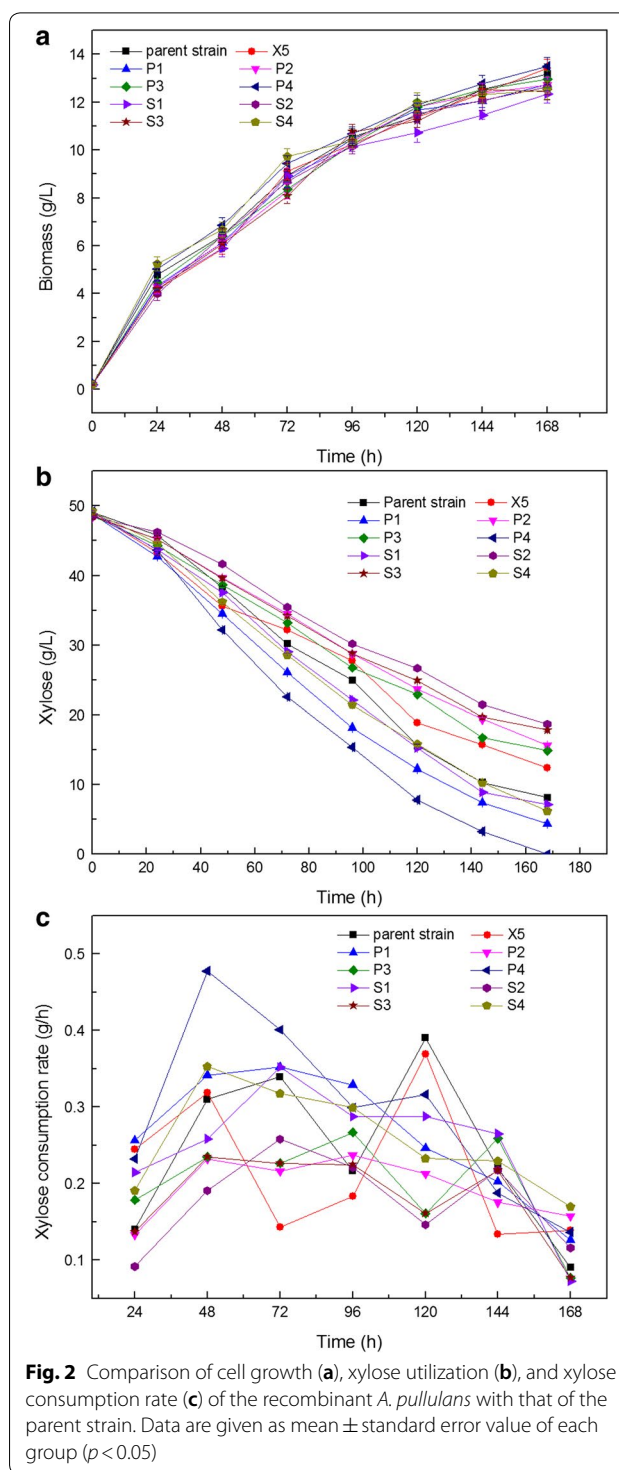 a
parent strain X5
P1 P2
P3 P4
S1 S2
S3 S4
14
12
10
8
6
4
2
0
Biomass (g/L)
0 24 48 72 96 120 144 168
Time (h)
b
Parent strain X5
P1 P2
P3 P4
S1 S2
S3 S4
50
40
30
20
10
0
Xylose (g/L)
0 20 40 60 80 100 120 140 160 180
Time (h)
c
parent strain X5
P1 P2
P3 P4
S1 S2
S3 S4
0.5
0.4
0.3
0.2
0.1
Xylose consumption rate (g/h)
24 48 72 96 120 144 168
Time (h)
Fig. 2 Comparison of cell growth (a), xylose utilization (b), and xylose
consumption rate (c) of the recombinant A. pullulans with that of the
parent strain. Data are given as mean ± standard error value of each
group (p < 0.05)